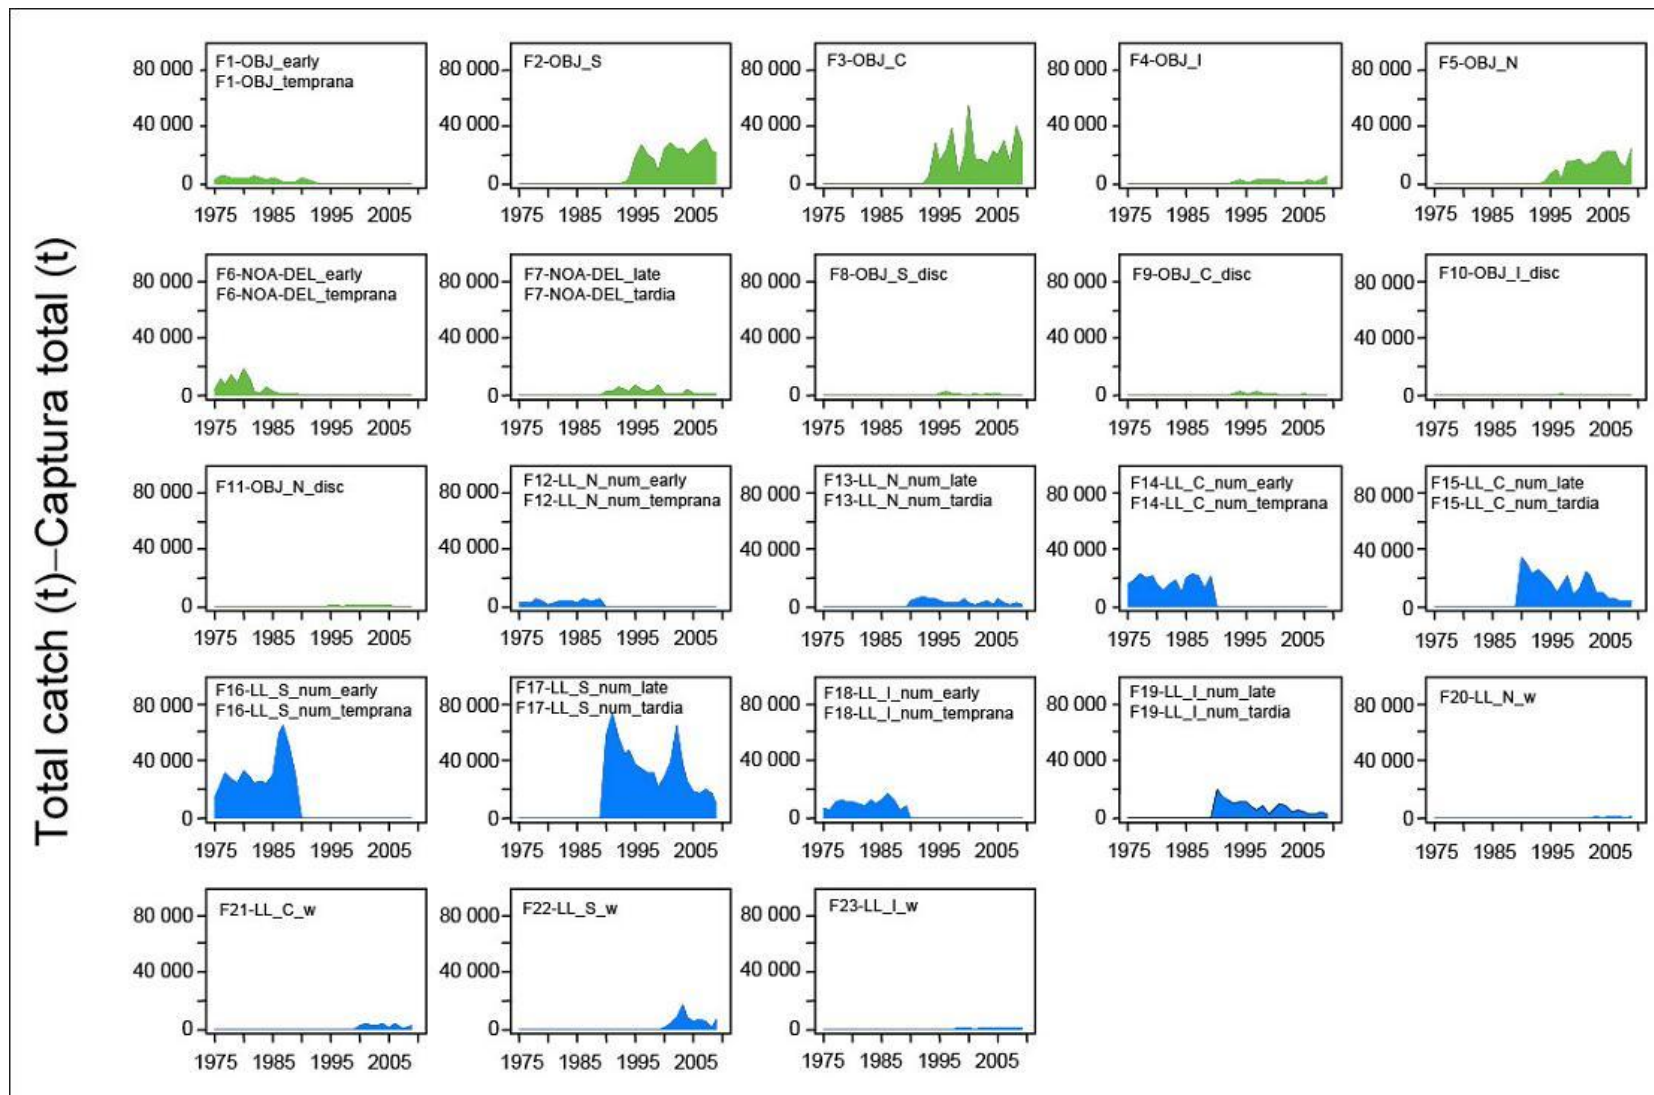 Total catch (t)–Captura total (t)
F1-OBJ_early
F1-OBJ_temprana
80 000
40 000
0
1975 1985 1995 2005
F2-OBJ_S
80 000
40 000
0
1975 1985 1995 2005
F3-OBJ_C
80 000
40 000
0
1975 1985 1995 2005
F4-OBJ_I
80 000
40 000
0
1975 1985 1995 2005
F5-OBJ_N
80 000
40 000
0
1975 1985 1995 2005
F6-NOA-DEL_early
F6-NOA-DEL_temprana
80 000
40 000
0
1975 1985 1995 2005
F7-NOA-DEL_late
F7-NOA-DEL_tardia
80 000
40 000
0
1975 1985 1995 2005
F8-OBJ_S_disc
80 000
40 000
0
1975 1985 1995 2005
F9-OBJ_C_disc
80 000
40 000
0
1975 1985 1995 2005
F10-OBJ_I_disc
80 000
40 000
0
1975 1985 1995 2005
F11-OBJ_N_disc
80 000
40 000
0
1975 1985 1995 2005
F12-LL_N_num_early
F12-LL_N_num_temprana
80 000
40 000
0
1975 1985 1995 2005
F13-LL_N_num_late
F13-LL_N_num_tardia
80 000
40 000
0
1975 1985 1995 2005
F14-LL_C_num_early
F14-LL_C_num_temprana
80 000
40 000
0
1975 1985 1995 2005
F15-LL_C_num_late
F15-LL_C_num_tardia
80 000
40 000
0
1975 1985 1995 2005
F16-LL_S_num_early
F16-LL_S_num_temprana
80 000
40 000
0
1975 1985 1995 2005
F17-LL_S_num_late
F17-LL_S_num_tardia
80 000
40 000
0
1975 1985 1995 2005
F18-LL_I_num_early
F18-LL_I_num_temprana
80 000
40 000
0
1975 1985 1995 2005
F19-LL_I_num_late
F19-LL_I_num_tardia
80 000
40 000
0
1975 1985 1995 2005
F20-LL_N_w
80 000
40 000
0
1975 1985 1995 2005
F21-LL_C_w
80 000
40 000
0
1975 1985 1995 2005
F22-LL_S_w
80 000
40 000
0
1975 1985 1995 2005
F23-LL_I_w
80 000
40 000
0
1975 1985 1995 2005